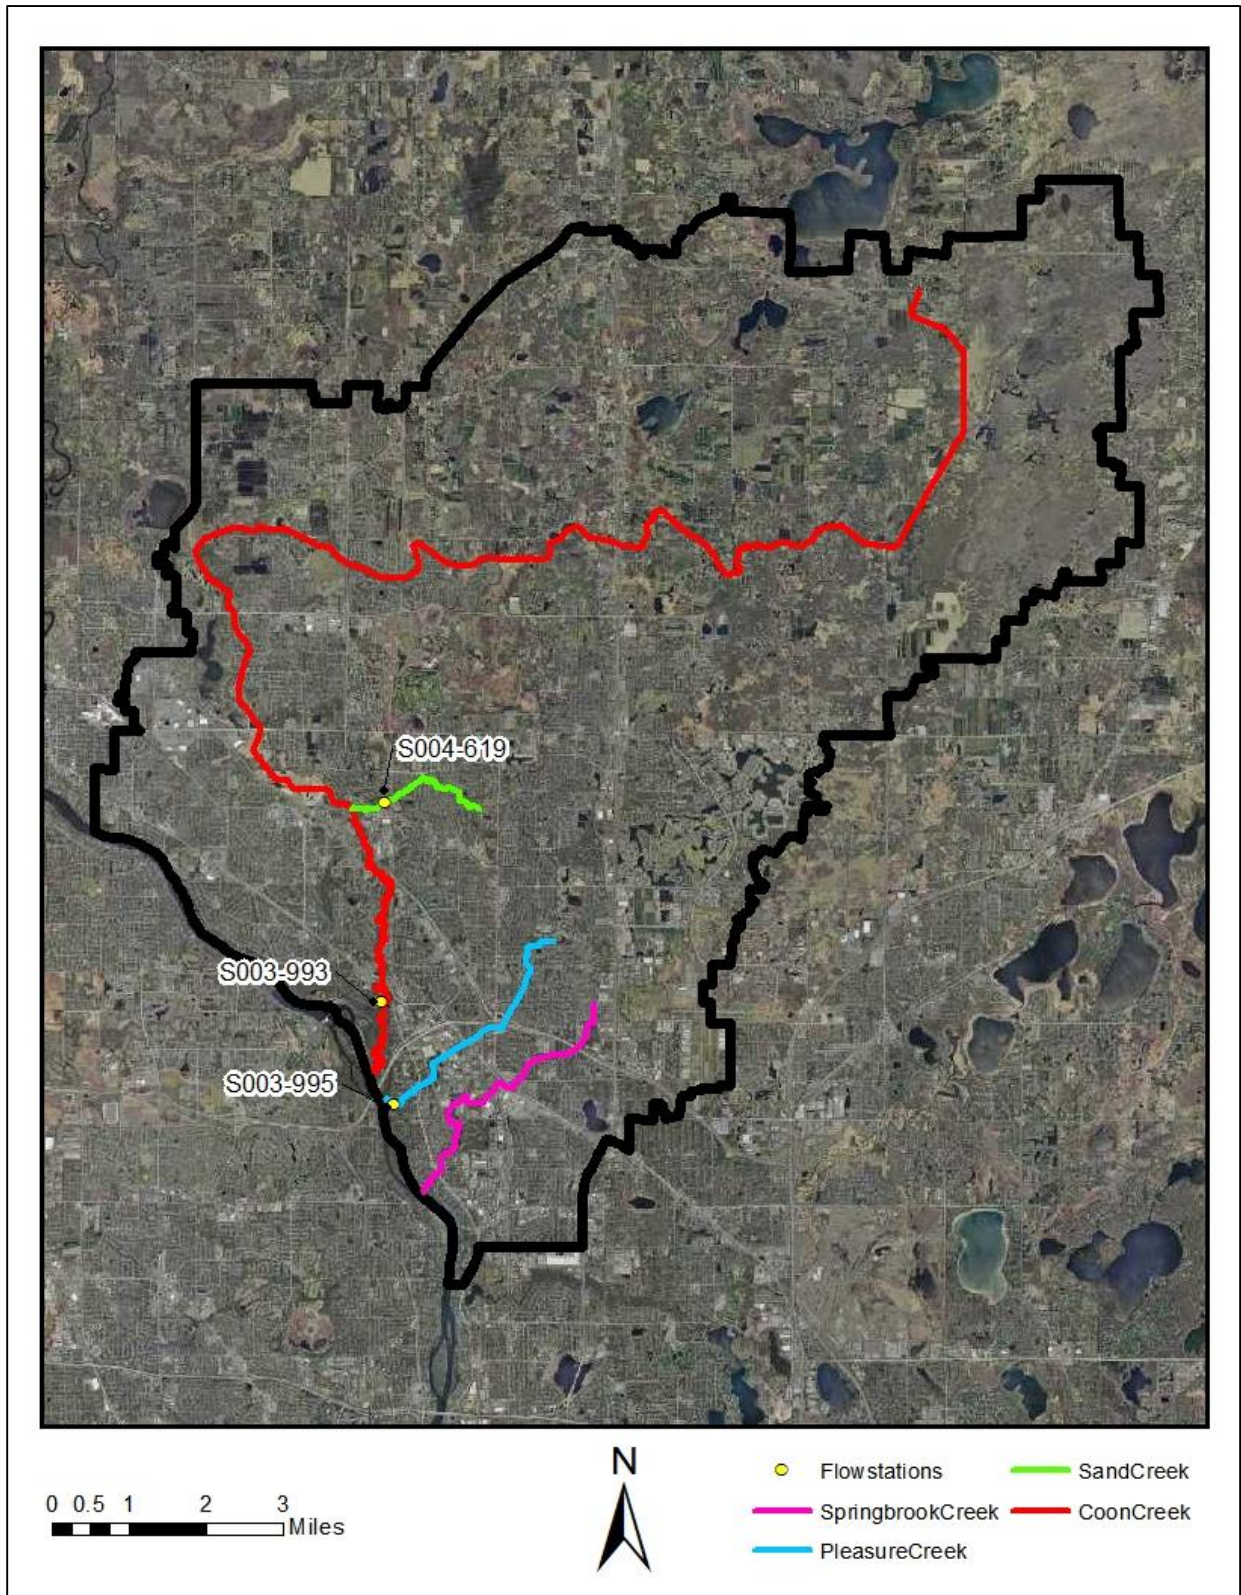 S004-619
S003-993
S003-995
N
0 0.5 1 2 3
Miles
Flowstations
SandCreek
SpringbrookCreek
CoonCreek
PleasureCreek